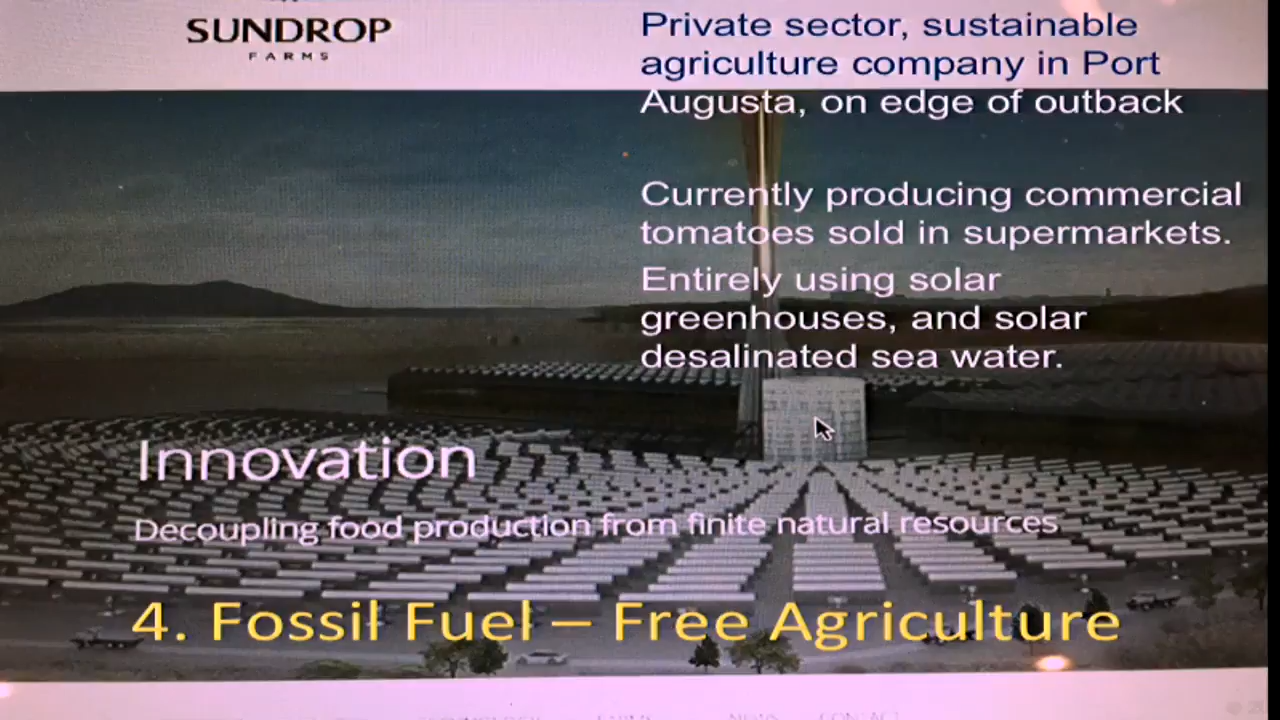 SUNDROP
FARMS
Private sector, sustainable
agriculture company in Port
Augusta, on edge of outback
Currently producing commercial
tomatoes sold in supermarkets.
Entirely using solar
greenhouses, and solar
desalinated sea water.
Innovation
Decoupling food production from finite natural resources
4. Fossil Fuel – Free Agriculture